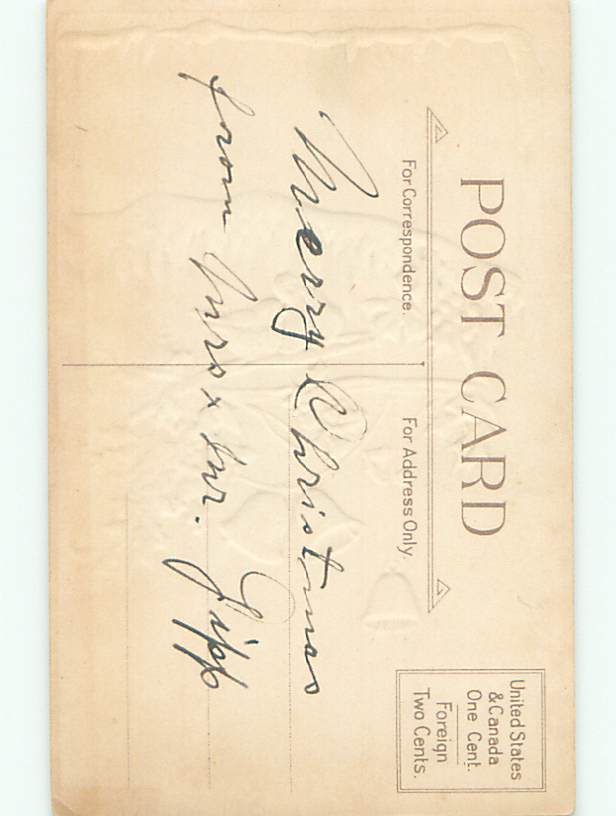 POST CARD
For Correspondence.
For Address Only.
United States
& Canada
One Cent.
Foreign
Two Cents.
Merry Christmas
from Mrs x Mr. Gipp